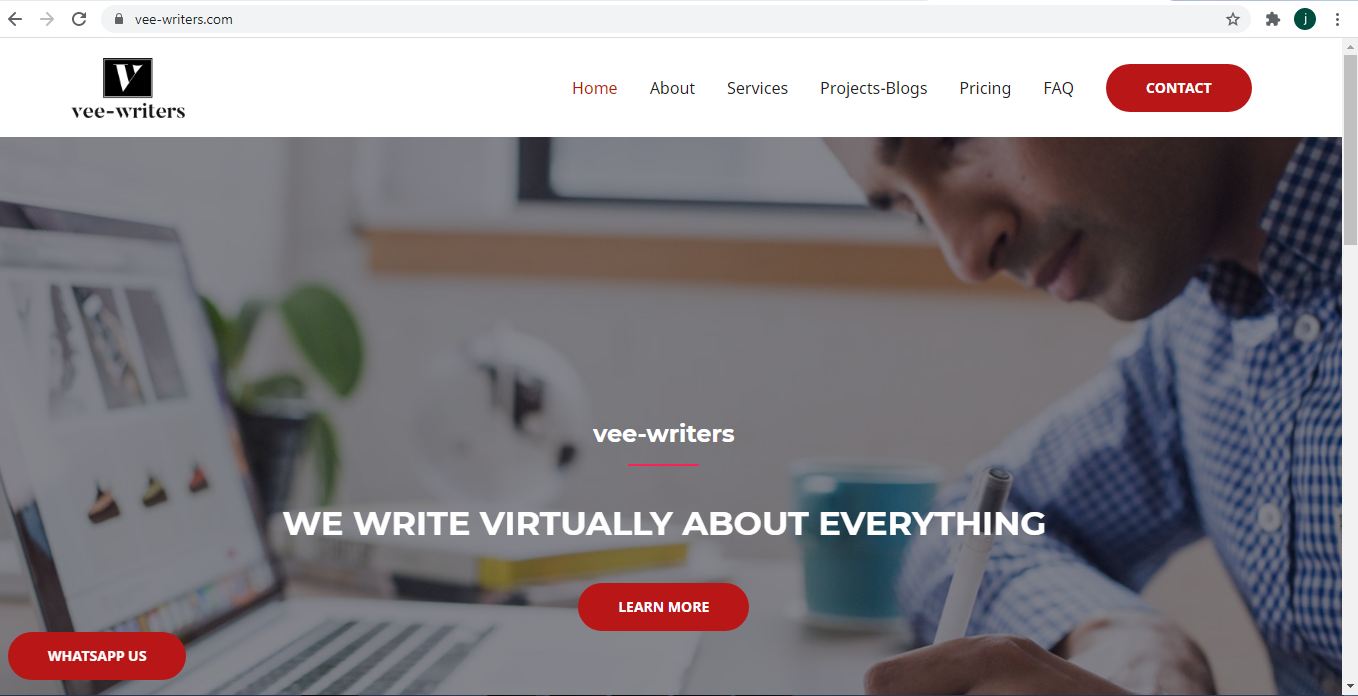 vee-writers.com
j
V
vee-writers
Home About Services Projects-Blogs Pricing FAQ CONTACT
vee-writers
WE WRITE VIRTUALLY ABOUT EVERYTHING
LEARN MORE
WHATSAPP US